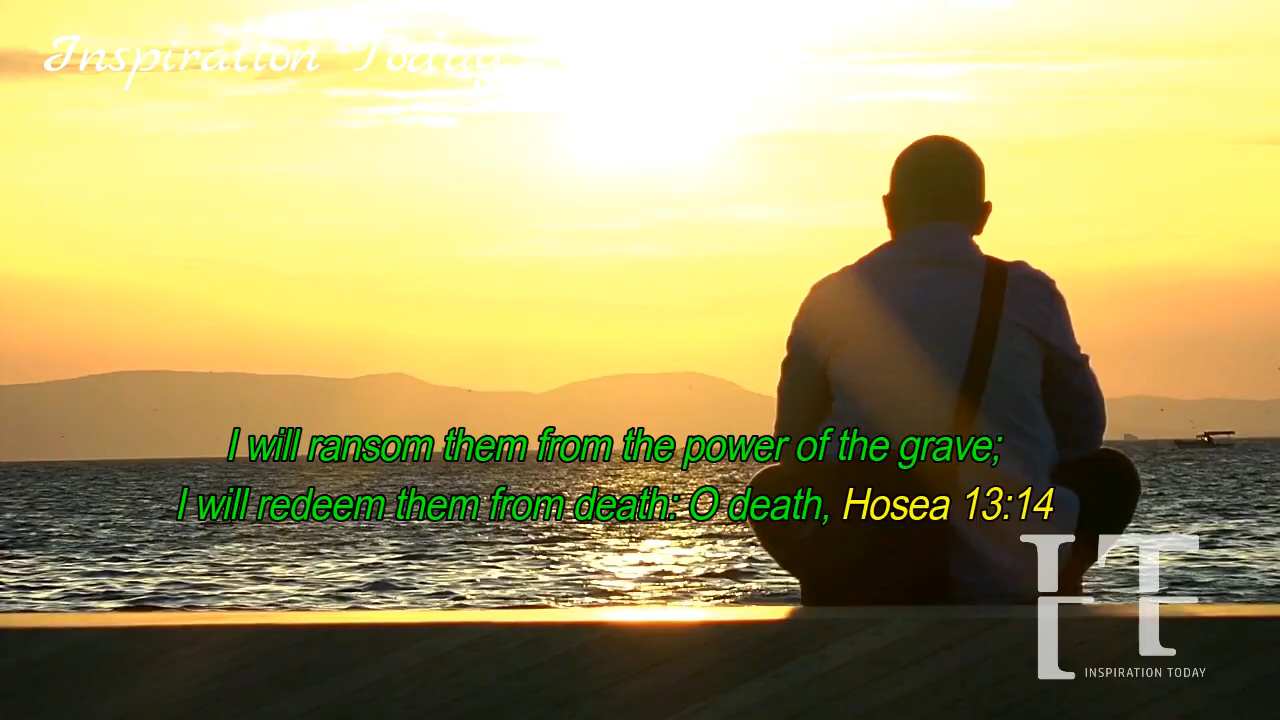 Inspiration Today
I will ransom them from the power of the grave;
I will redeem them from death: O death, Hosea 13:14
INSPIRATION TODAY